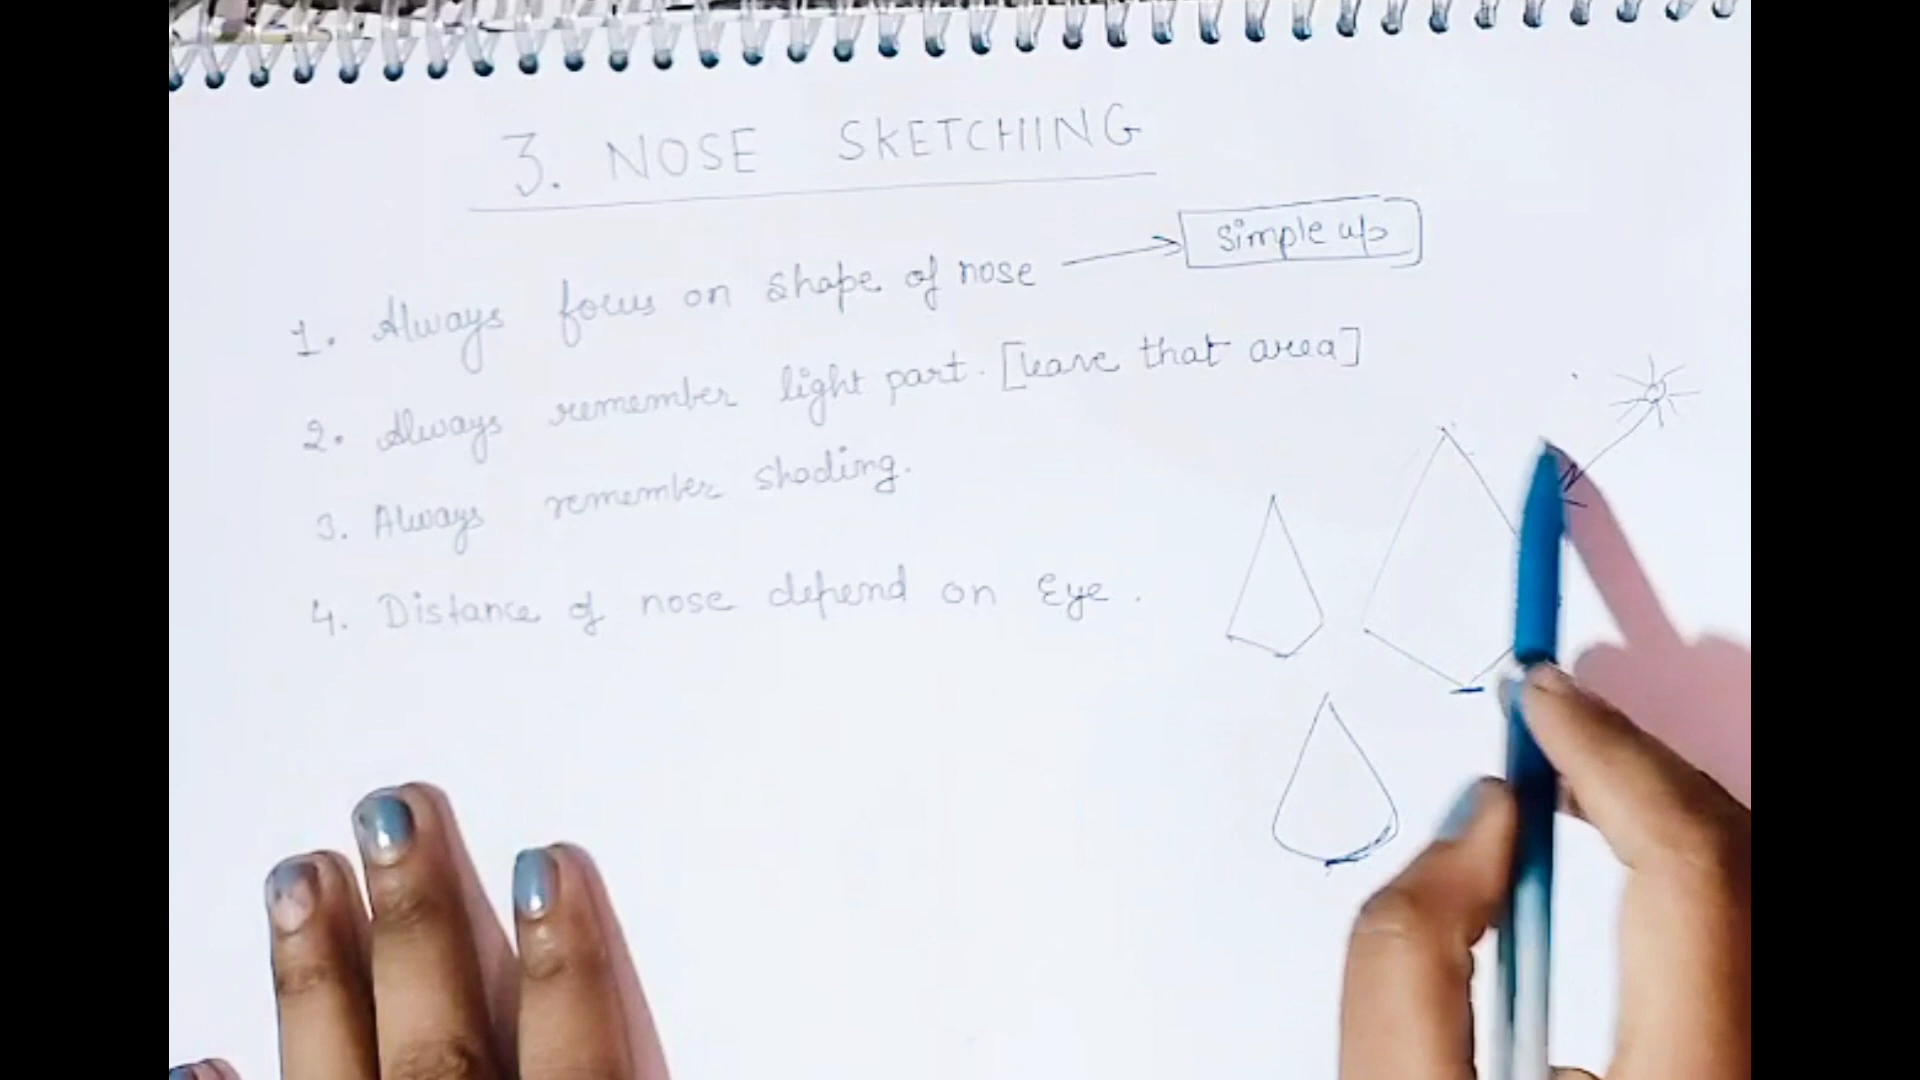 3. NOSE SKETCHING
1. Always focus on shape of nose → simple up
2. Always remember light part. [leave that area]
3. Always remember shading.
4. Distance of nose depend on Eye.